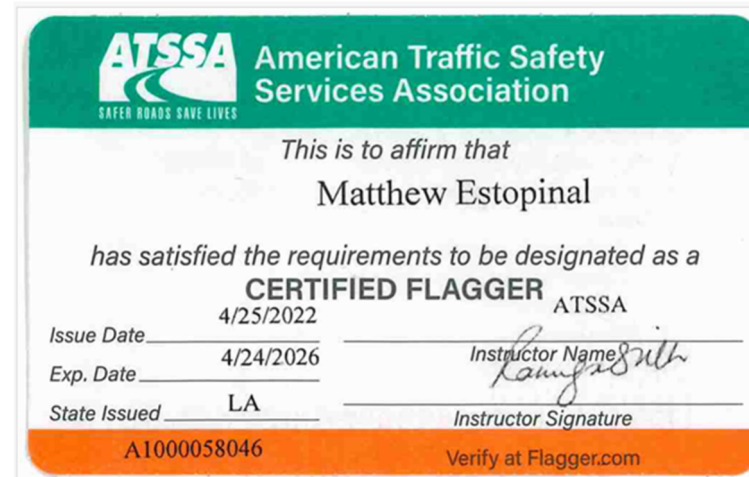 ATSSA
SAFER ROADS SAVE LIVES
American Traffic Safety
Services Association
This is to affirm that
Matthew Estopinal
has satisfied the requirements to be designated as a
CERTIFIED FLAGGER
Issue Date 4/25/2022
ATSSA
Instructor Name
Exp. Date 4/24/2026
State Issued LA
Instructor Signature
A1000058046
Verify at Flagger.com